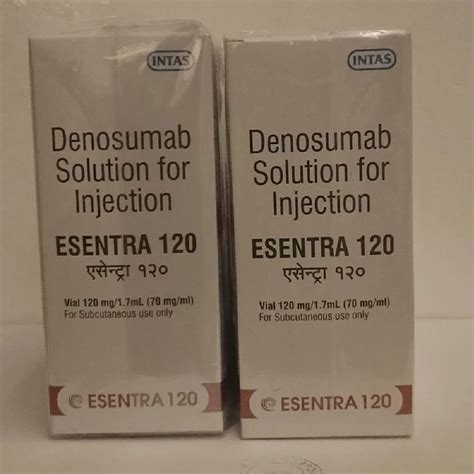 INTAS
Denosumab
Solution for
Injection
ESENTRA 120
एसेन्ट्रा १२०
Vial 120 mg/1.7mL (70 mg/ml)
For Subcutaneous use only
ESENTRA 120
INTAS
Denosumab
Solution for
Injection
ESENTRA 120
एसेन्ट्रा १२०
Vial 120 mg/1.7mL (70 mg/ml)
For Subcutaneous use only
ESENTRA 120